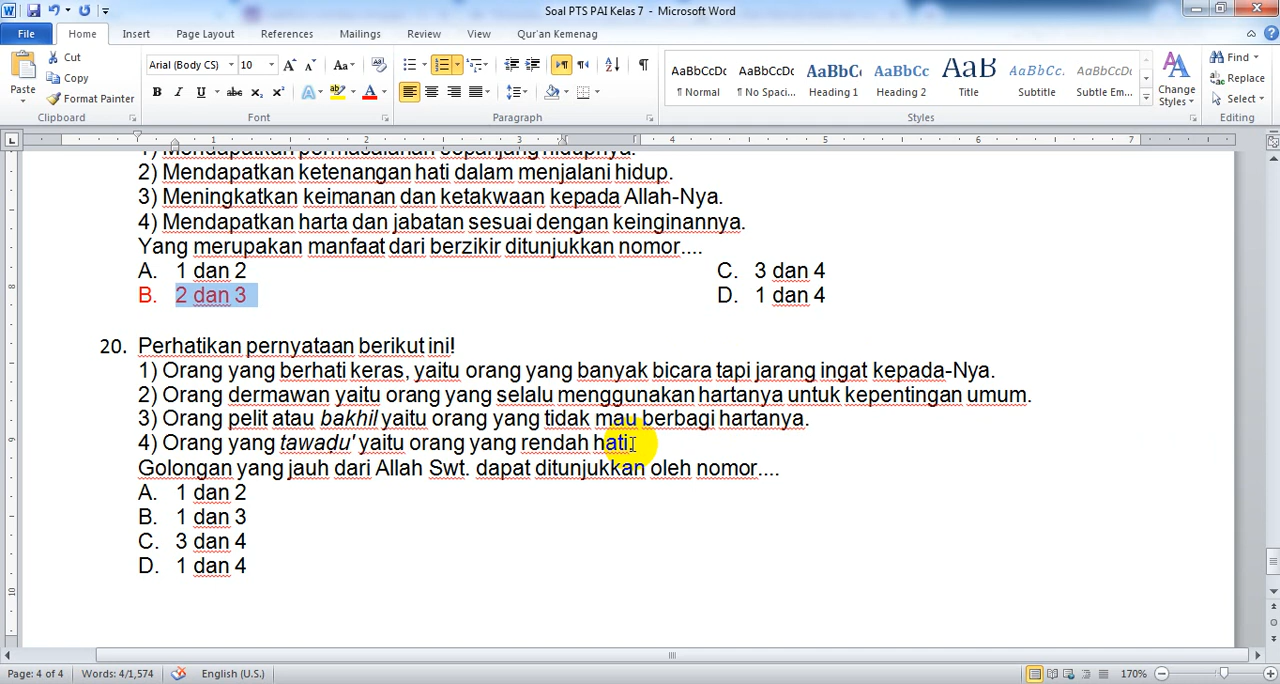 Soal PTS PAI Kelas 7 - Microsoft Word
File Home Insert Page Layout References Mailings Review View Qur'an Kemenag
Paste Cut Copy Format Painter
Arial (Body CS) 10
AaBbCcDc AaBbCcDc AaBbC AaBbCc AaB AaBbCc. AaBbCcDc
¶ Normal ¶ No Spaci... Heading 1 Heading 2 Title Subtitle Subtle Em...
Change Styles
Find Replace Select
Clipboard Font Paragraph Styles Editing
1 2 3 4 5 6 7
2) Mendapatkan ketenangan hati dalam menjalani hidup.
3) Meningkatkan keimanan dan ketakwaan kepada Allah-Nya.
4) Mendapatkan harta dan jabatan sesuai dengan keinginannya.
Yang merupakan manfaat dari berzikir ditunjukkan nomor....
A. 1 dan 2 C. 3 dan 4
B. 2 dan 3 D. 1 dan 4
20. Perhatikan pernyataan berikut ini!
1) Orang yang berhati keras, yaitu orang yang banyak bicara tapi jarang ingat kepada-Nya.
2) Orang dermawan yaitu orang yang selalu menggunakan hartanya untuk kepentingan umum.
3) Orang pelit atau bakhil yaitu orang yang tidak mau berbagi hartanya.
4) Orang yang tawaḍu' yaitu orang yang rendah hati.
Golongan yang jauh dari Allah Swt. dapat ditunjukkan oleh nomor....
A. 1 dan 2
B. 1 dan 3
C. 3 dan 4
D. 1 dan 4
Page: 4 of 4 Words: 4/1,574 English (U.S.) 170%